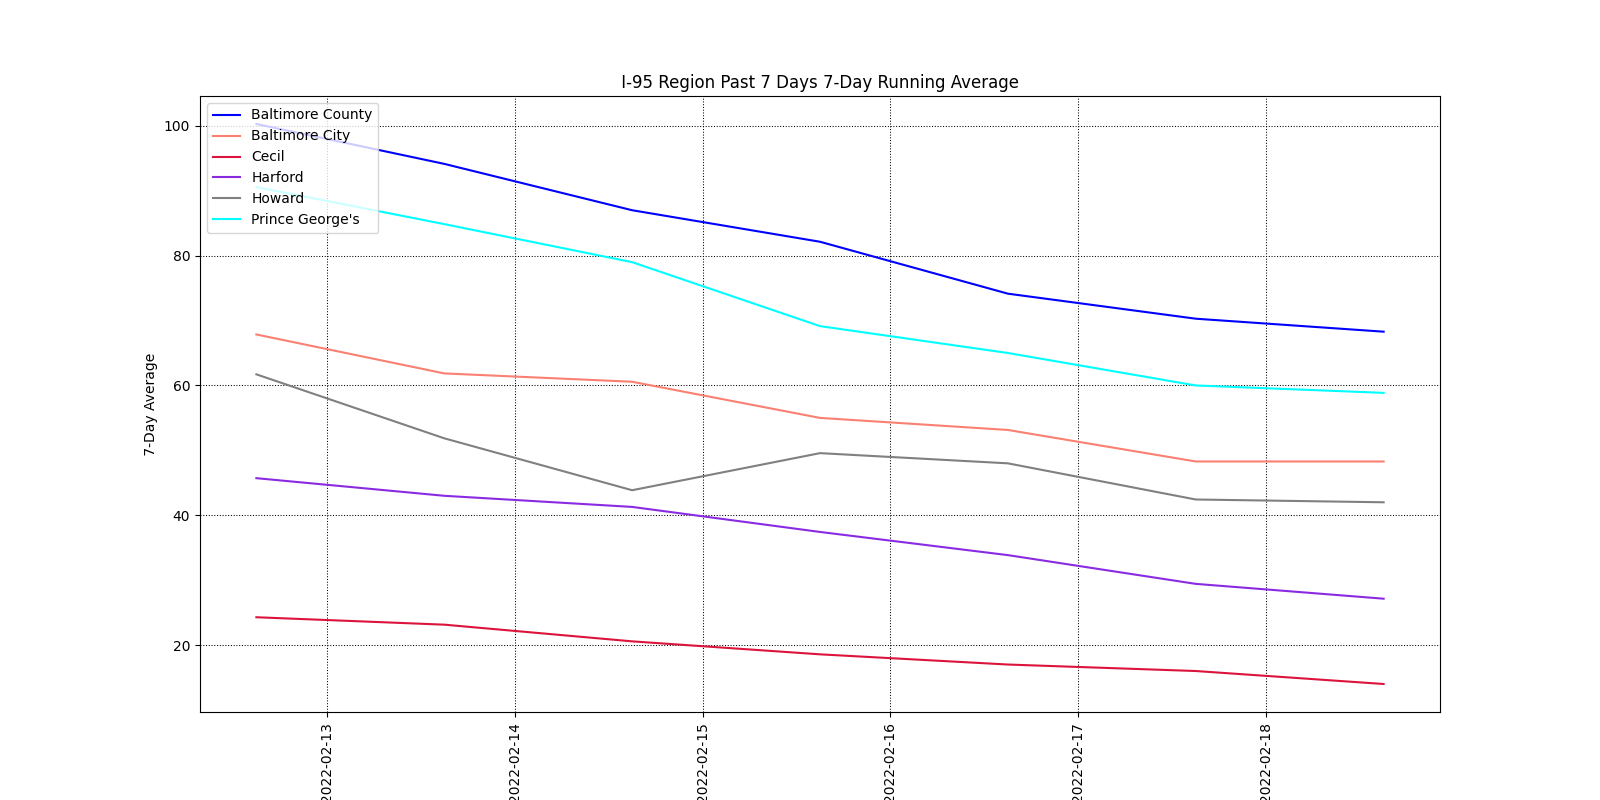 I-95 Region Past 7 Days 7-Day Running Average
Baltimore County
Baltimore City
Cecil
Harford
Howard
Prince George's
100
80
60
40
20
7-Day Average
2022-02-13
2022-02-14
2022-02-15
2022-02-16
2022-02-17
2022-02-18